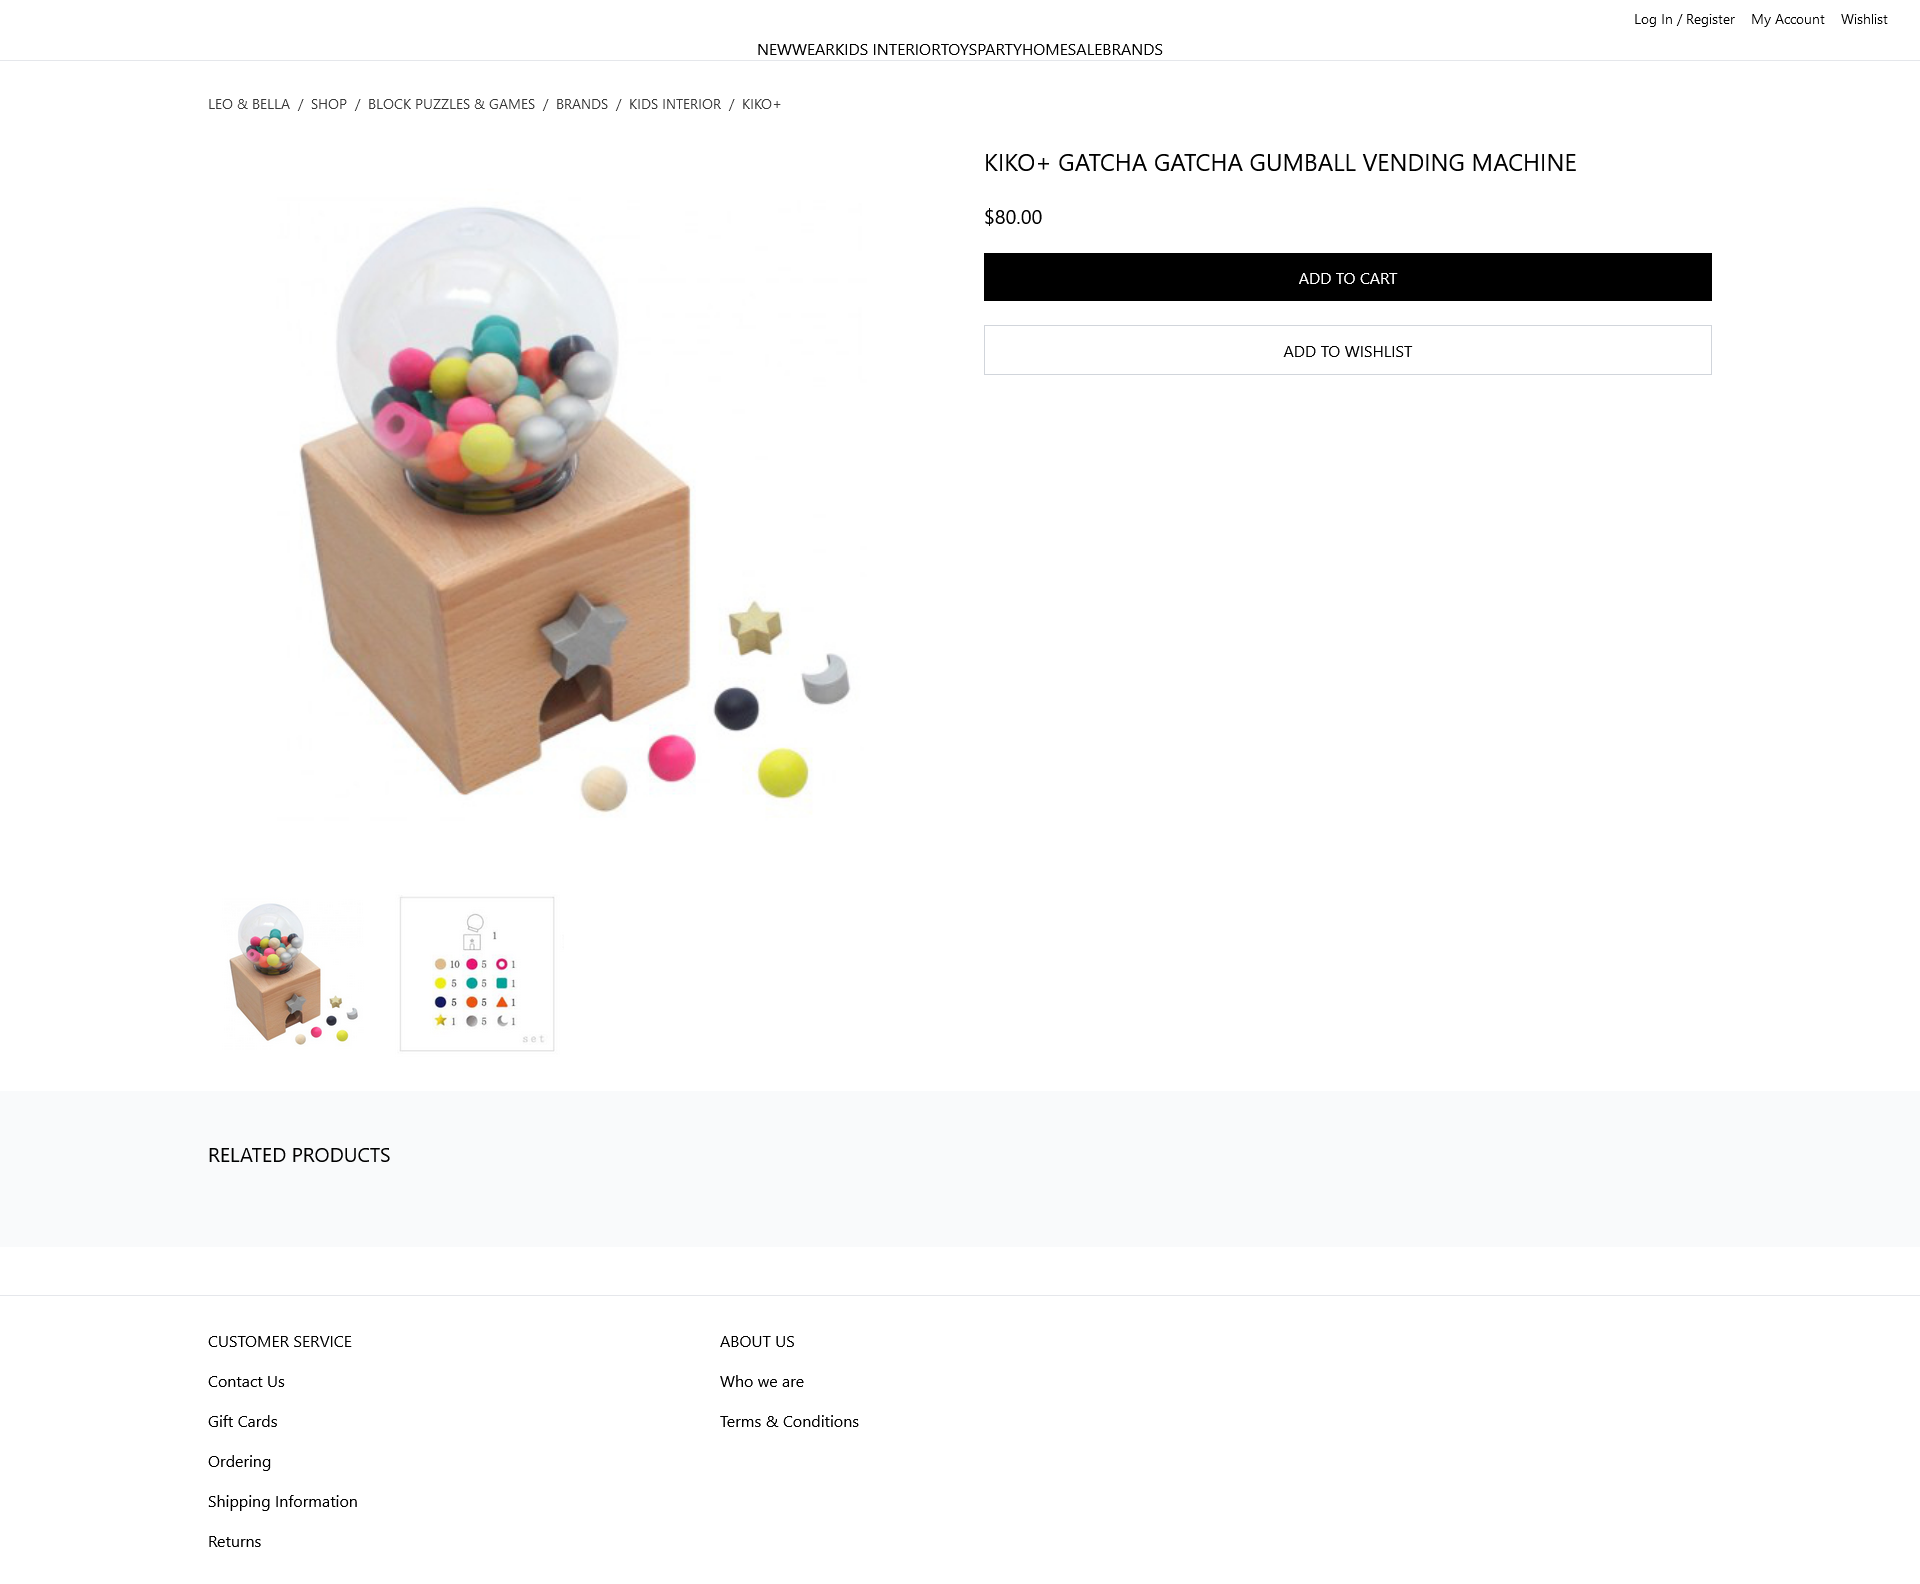 Log In / Register My Account Wishlist
NEWWEARKIDS INTERIORTOYSPARTYHOMESALEBRANDS
LEO & BELLA / SHOP / BLOCK PUZZLES & GAMES / BRANDS / KIDS INTERIOR / KIKO+
KIKO+ GATCHA GATCHA GUMBALL VENDING MACHINE
$80.00
ADD TO CART
ADD TO WISHLIST
1
10 5 1
5 5 1
5 5 1
1 5 1
set
RELATED PRODUCTS
CUSTOMER SERVICE
Contact Us
Gift Cards
Ordering
Shipping Information
Returns
ABOUT US
Who we are
Terms & Conditions